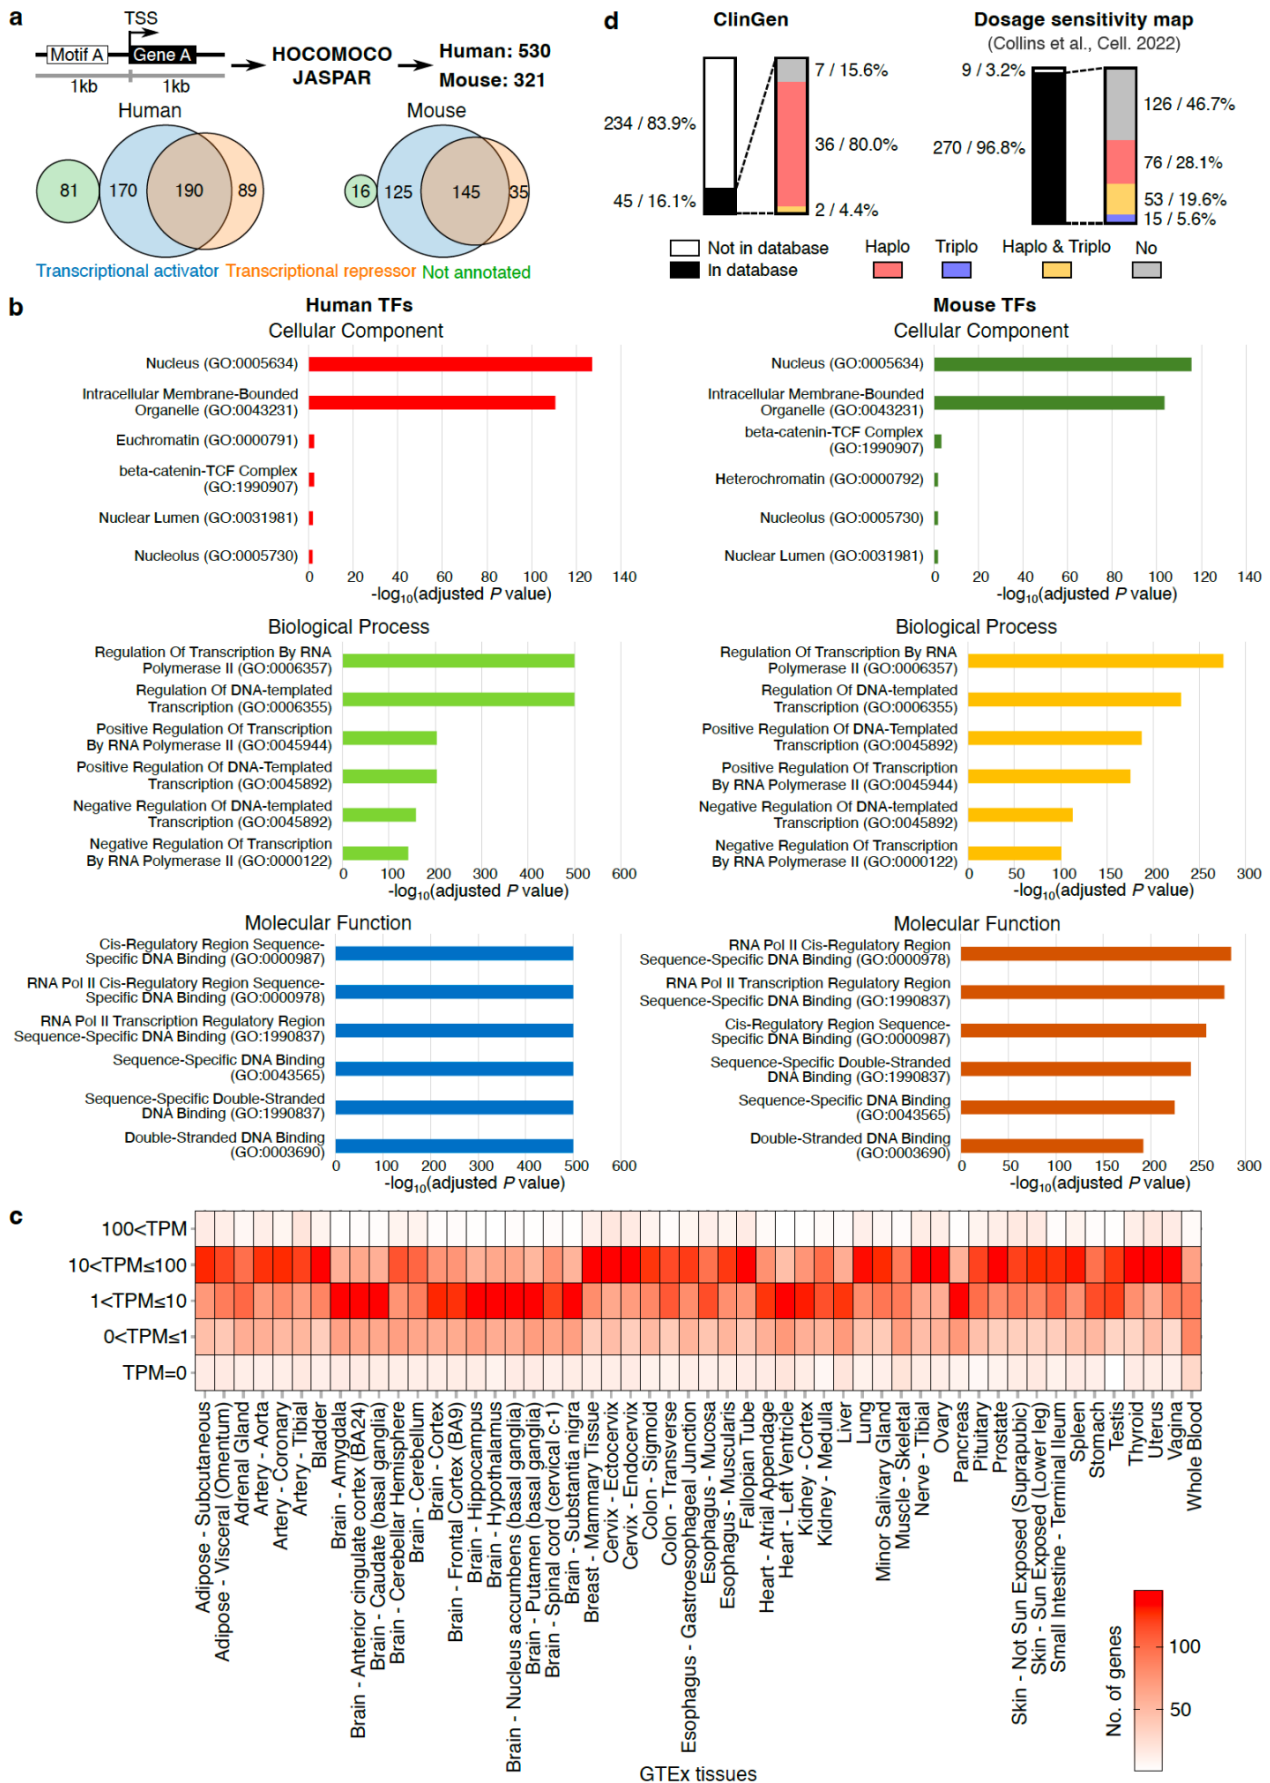 a
TSS
Motif A
Gene A
1kb
1kb
HOCOMOCO
JASPAR
Human: 530
Mouse: 321
Human
Mouse
81
170
190
89
16
125
145
35
Transcriptional activator
Transcriptional repressor
Not annotated
d
ClinGen
234 / 83.9%
45 / 16.1%
7 / 15.6%
36 / 80.0%
2 / 4.4%
Dosage sensitivity map
(Collins et al., Cell. 2022)
9 / 3.2%
270 / 96.8%
126 / 46.7%
76 / 28.1%
53 / 19.6%
15 / 5.6%
Not in database
In database
Haplo
Triplo
Haplo & Triplo
No
b
Human TFs
Cellular Component
Nucleus (GO:0005634)
Intracellular Membrane-Bounded
Organelle (GO:0043231)
Euchromatin (GO:0000791)
beta-catenin-TCF Complex
(GO:1990907)
Nuclear Lumen (GO:0031981)
Nucleolus (GO:0005730)
0 20 40 60 80 100 120 140
-log10(adjusted P value)
Biological Process
Regulation Of Transcription By RNA
Polymerase II (GO:0006357)
Regulation Of DNA-templated
Transcription (GO:0006355)
Positive Regulation Of Transcription
By RNA Polymerase II (GO:0045944)
Positive Regulation Of DNA-Templated
Transcription (GO:0045892)
Negative Regulation Of DNA-templated
Transcription (GO:0045892)
Negative Regulation Of Transcription
By RNA Polymerase II (GO:0000122)
0 100 200 300 400 500 600
-log10(adjusted P value)
Molecular Function
Cis-Regulatory Region Sequence-
Specific DNA Binding (GO:0000987)
RNA Pol II Cis-Regulatory Region Sequence-
Specific DNA Binding (GO:0000978)
RNA Pol II Transcription Regulatory Region
Sequence-Specific DNA Binding (GO:1990837)
Sequence-Specific DNA Binding
(GO:0043565)
Sequence-Specific Double-Stranded
DNA Binding (GO:1990837)
Double-Stranded DNA Binding
(GO:0003690)
0 100 200 300 400 500 600
-log10(adjusted P value)
Mouse TFs
Cellular Component
Nucleus (GO:0005634)
Intracellular Membrane-Bounded
Organelle (GO:0043231)
beta-catenin-TCF Complex
(GO:1990907)
Heterochromatin (GO:0000792)
Nucleolus (GO:0005730)
Nuclear Lumen (GO:0031981)
0 20 40 60 80 100 120 140
-log10(adjusted P value)
Biological Process
Regulation Of Transcription By RNA
Polymerase II (GO:0006357)
Regulation Of DNA-templated
Transcription (GO:0006355)
Positive Regulation Of DNA-Templated
Transcription (GO:0045892)
Positive Regulation Of Transcription
By RNA Polymerase II (GO:0045944)
Negative Regulation Of DNA-templated
Transcription (GO:0045892)
Negative Regulation Of Transcription
By RNA Polymerase II (GO:0000122)
0 50 100 150 200 250 300
-log10(adjusted P value)
Molecular Function
RNA Pol II Cis-Regulatory Region
Sequence-Specific DNA Binding (GO:0000978)
RNA Pol II Transcription Regulatory Region
Sequence-Specific DNA Binding (GO:1990837)
Cis-Regulatory Region Sequence-
Specific DNA Binding (GO:0000987)
Sequence-Specific Double-Stranded
DNA Binding (GO:1990837)
Sequence-Specific DNA Binding
(GO:0043565)
Double-Stranded DNA Binding
(GO:0003690)
0 50 100 150 200 250 300
-log10(adjusted P value)
c
100<TPM
10<TPM≤100
1<TPM≤10
0<TPM≤1
TPM=0
Adipose - Subcutaneous
Adipose - Visceral (Omentum)
Adrenal Gland
Artery - Aorta
Artery - Coronary
Artery - Tibial
Bladder
Brain - Amygdala
Brain - Anterior cingulate cortex (BA24)
Brain - Caudate (basal ganglia)
Brain - Cerebellar Hemisphere
Brain - Cerebellum
Brain - Cortex
Brain - Frontal Cortex (BA9)
Brain - Hippocampus
Brain - Hypothalamus
Brain - Nucleus accumbens (basal ganglia)
Brain - Putamen (basal ganglia)
Brain - Spinal cord (cervical c-1)
Brain - Substantia nigra
Breast - Mammary Tissue
Cervix - Ectocervix
Cervix - Endocervix
Colon - Sigmoid
Colon - Transverse
Esophagus - Gastroesophageal Junction
Esophagus - Mucosa
Esophagus - Muscularis
Fallopian Tube
Heart - Atrial Appendage
Heart - Left Ventricle
Kidney - Cortex
Kidney - Medulla
Liver
Lung
Minor Salivary Gland
Muscle - Skeletal
Nerve - Tibial
Ovary
Pancreas
Pituitary
Prostate
Skin - Not Sun Exposed (Suprapubic)
Skin - Sun Exposed (Lower leg)
Small Intestine - Terminal Ileum
Spleen
Stomach
Testis
Thyroid
Uterus
Vagina
Whole Blood
GTEx tissues
No. of genes
100
50